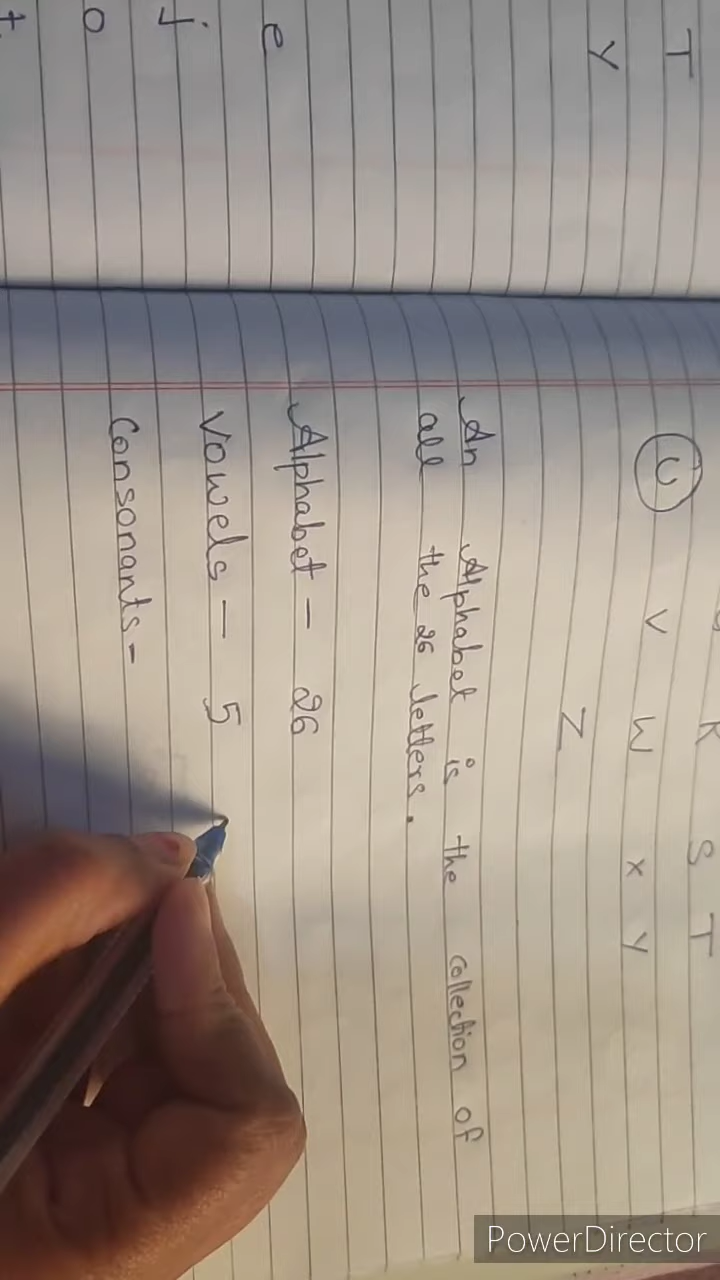 T
Y
e
j
o
t
R S T
U V W X Y
Z
An Alphabet is the collection of
all the 26 letters.
Alphabet - 26
Vowels - 5
Consonants -
PowerDirector